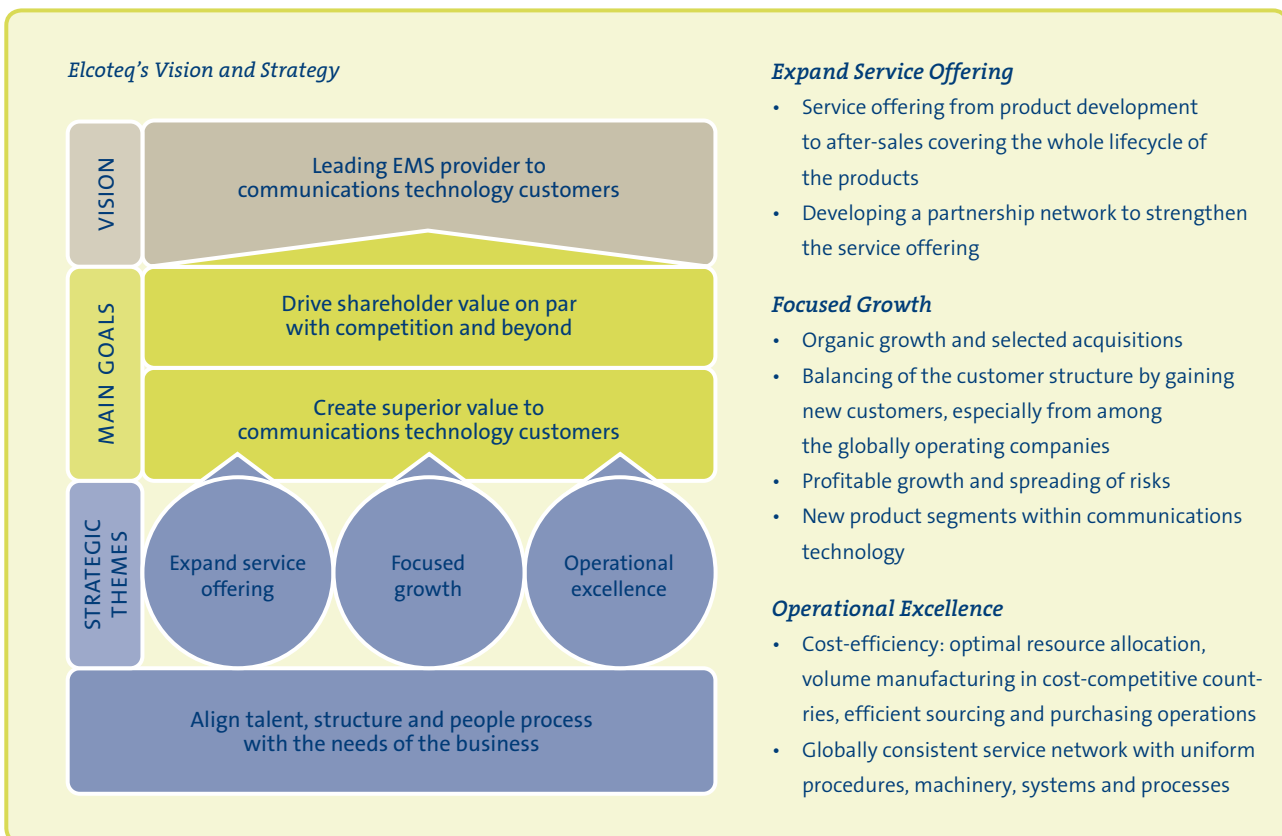 Elcoteq's Vision and Strategy
VISION
Leading EMS provider to
communications technology customers
MAIN GOALS
Drive shareholder value on par
with competition and beyond
Create superior value to
communications technology customers
STRATEGIC
THEMES
Expand service
offering
Focused
growth
Operational
excellence
Align talent, structure and people process
with the needs of the business
Expand Service Offering
• Service offering from product development
to after-sales covering the whole lifecycle of
the products
• Developing a partnership network to strengthen
the service offering
Focused Growth
• Organic growth and selected acquisitions
• Balancing of the customer structure by gaining
new customers, especially from among
the globally operating companies
• Profitable growth and spreading of risks
• New product segments within communications
technology
Operational Excellence
• Cost-efficiency: optimal resource allocation,
volume manufacturing in cost-competitive coun-
tries, efficient sourcing and purchasing operations
• Globally consistent service network with uniform
procedures, machinery, systems and processes